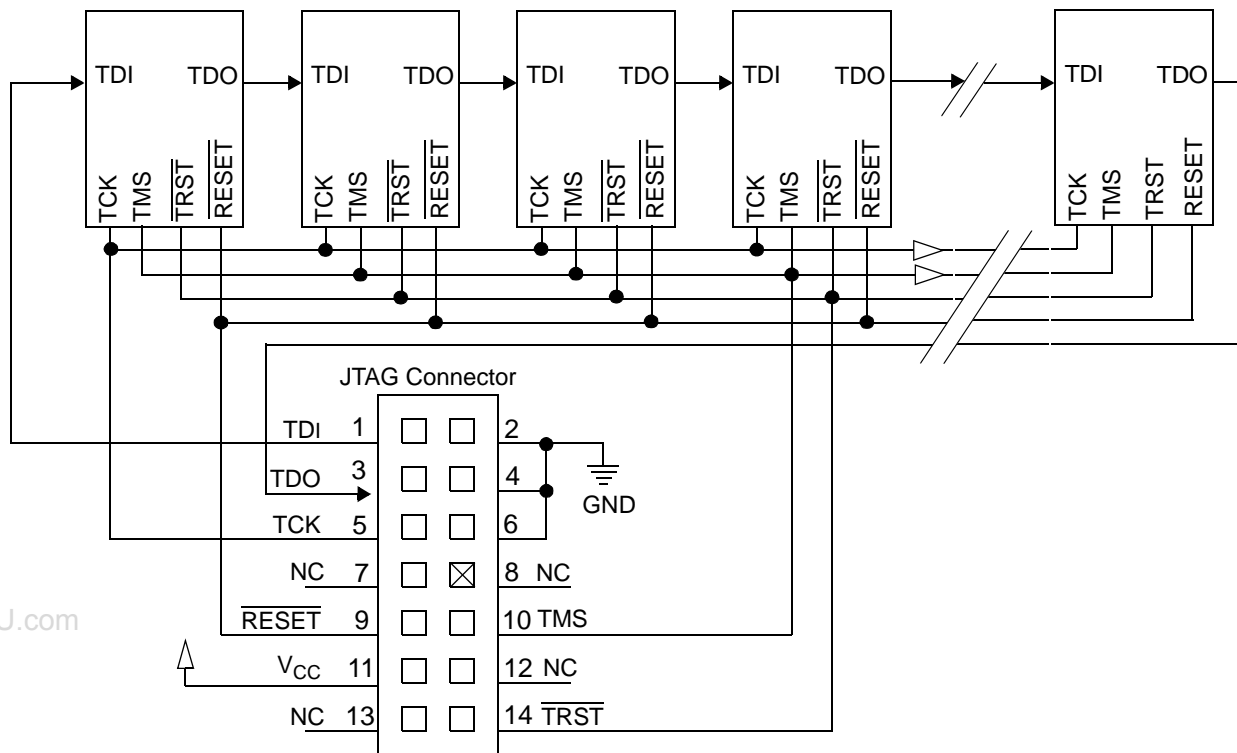 TDI TDO TDI TDO TDI TDO TDI TDO TDI TDO
TCK TMS TRST RESET TCK TMS TRST RESET TCK TMS TRST RESET TCK TMS TRST RESET TCK TMS TRST RESET
JTAG Connector
TDI 1 2
TDO 3 4
GND
TCK 5 6
NC 7 8 NC
RESET 9 10 TMS
J.com
VCC 11 12 NC
NC 13 14 TRST